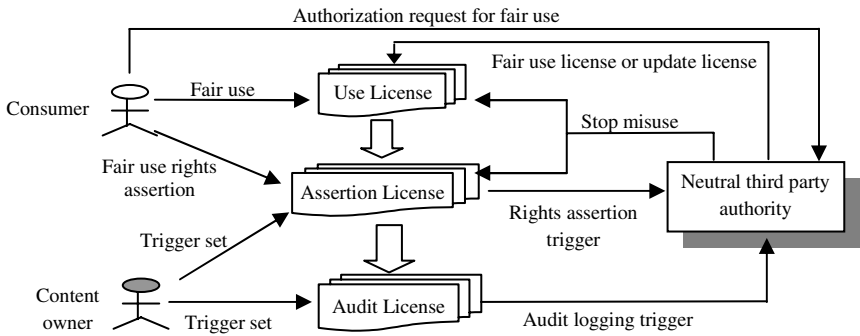 Authorization request for fair use
Fair use license or update license
Consumer
Fair use
Use License
Stop misuse
Fair use rights
assertion
Assertion License
Neutral third party
authority
Rights assertion
trigger
Trigger set
Content
owner
Trigger set
Audit License
Audit logging trigger